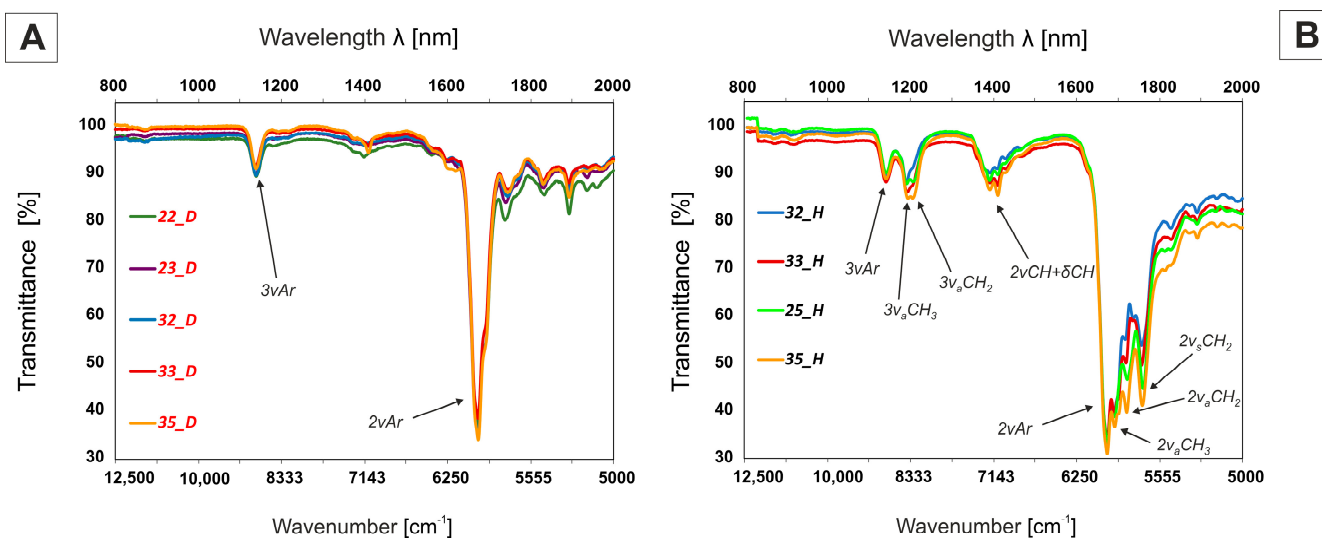 A
Wavelength λ [nm]
800 1000 1200 1400 1600 1800 2000
Transmittance [%]
100
90
80
70
60
50
40
30
22_D
23_D
32_D
33_D
35_D
3vAr
2vAr
12,500 10,000 8333 7143 6250 5555 5000
Wavenumber [cm⁻¹]
B
Wavelength λ [nm]
800 1000 1200 1400 1600 1800 2000
Transmittance [%]
100
90
80
70
60
50
40
30
32_H
33_H
25_H
35_H
3vAr
3vₐCH₃
3vₐCH₂
2vCH+δCH
2vAr
2vₛCH₂
2vₐCH₂
2vₐCH₃
12,500 10,000 8333 7143 6250 5555 5000
Wavenumber [cm⁻¹]